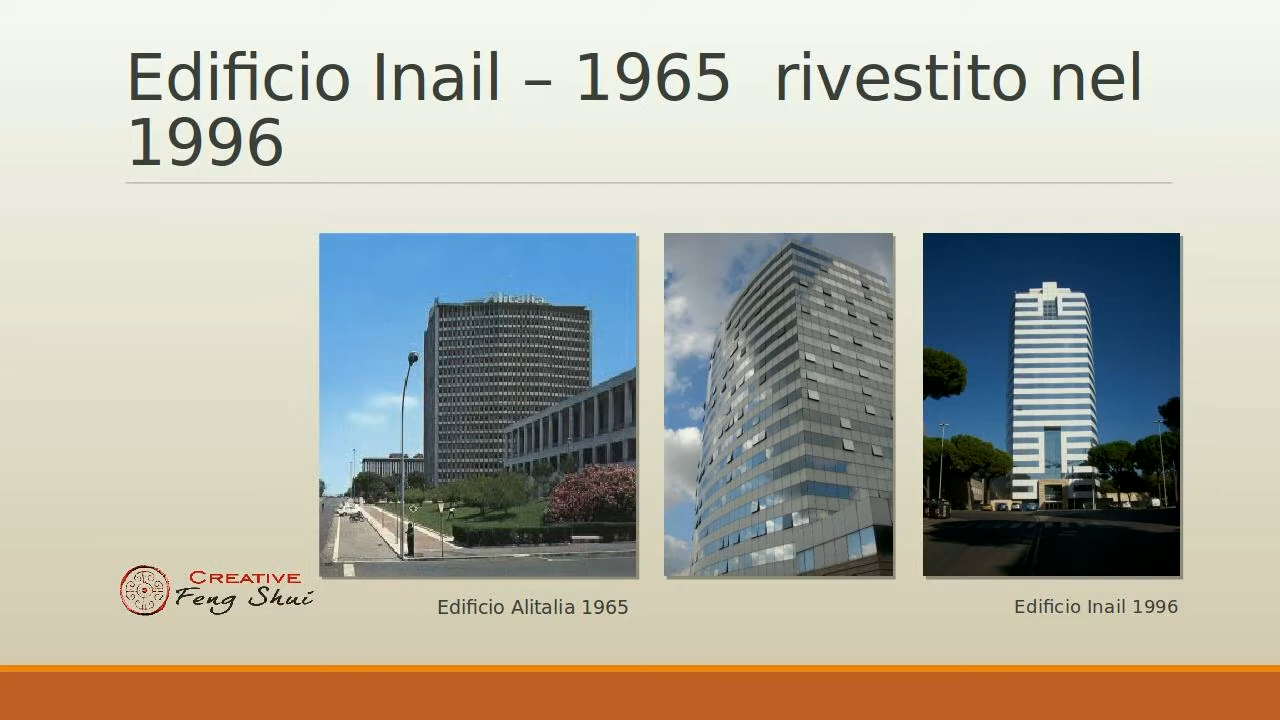 Edificio Inail – 1965  rivestito nel
1996
Alitalia
CREATIVE
Feng Shui
Edificio Alitalia 1965
Edificio Inail 1996